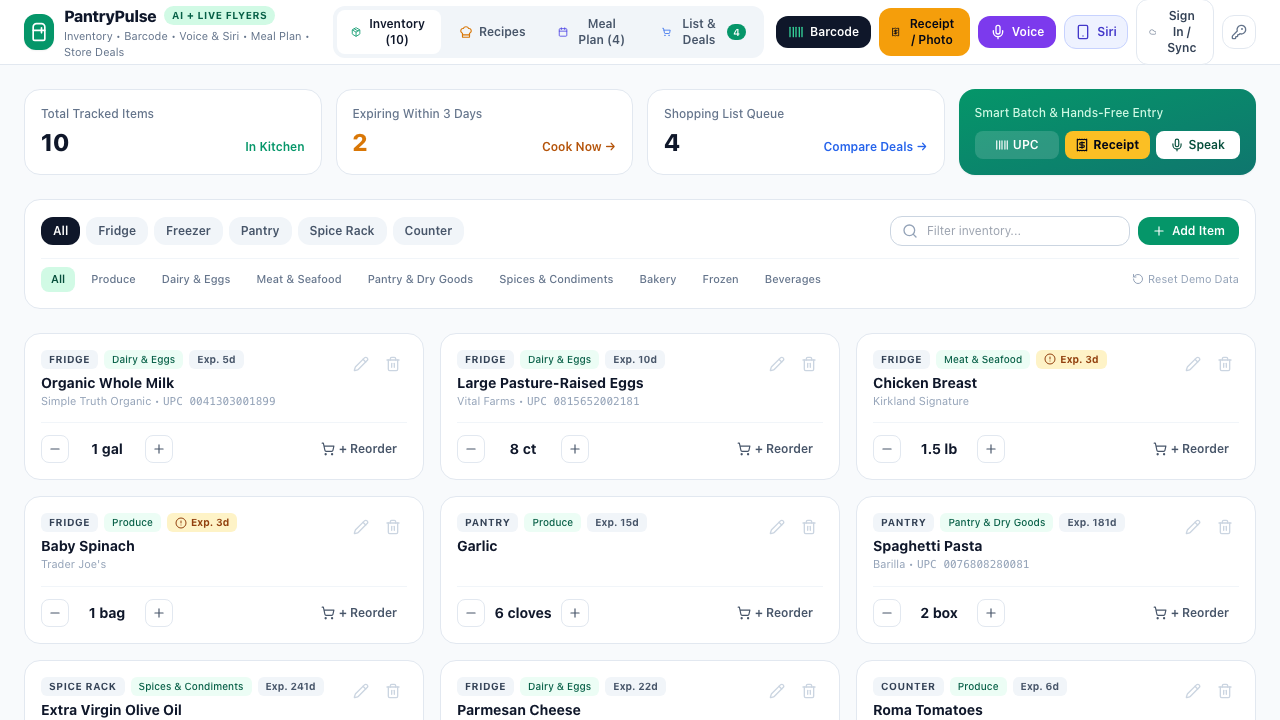 PantryPulse
AI + LIVE FLYERS
Inventory • Barcode • Voice & Siri • Meal Plan •
Store Deals
Inventory
(10)
Recipes
Meal
Plan (4)
List &
Deals
4
Barcode
Receipt
/ Photo
Voice
Siri
Sign
In /
Sync
Total Tracked Items
10
In Kitchen
Expiring Within 3 Days
2
Cook Now →
Shopping List Queue
4
Compare Deals →
Smart Batch & Hands-Free Entry
UPC
Receipt
Speak
All
Fridge
Freezer
Pantry
Spice Rack
Counter
Filter inventory...
Add Item
All
Produce
Dairy & Eggs
Meat & Seafood
Pantry & Dry Goods
Spices & Condiments
Bakery
Frozen
Beverages
Reset Demo Data
FRIDGE
Dairy & Eggs
Exp. 5d
Organic Whole Milk
Simple Truth Organic • UPC 0041303001899
1 gal
+ Reorder
FRIDGE
Dairy & Eggs
Exp. 10d
Large Pasture-Raised Eggs
Vital Farms • UPC 0815652002181
8 ct
+ Reorder
FRIDGE
Meat & Seafood
Exp. 3d
Chicken Breast
Kirkland Signature
1.5 lb
+ Reorder
FRIDGE
Produce
Exp. 3d
Baby Spinach
Trader Joe's
1 bag
+ Reorder
PANTRY
Produce
Exp. 15d
Garlic
6 cloves
+ Reorder
PANTRY
Pantry & Dry Goods
Exp. 181d
Spaghetti Pasta
Barilla • UPC 0076808280081
2 box
+ Reorder
SPICE RACK
Spices & Condiments
Exp. 241d
Extra Virgin Olive Oil
FRIDGE
Dairy & Eggs
Exp. 22d
Parmesan Cheese
COUNTER
Produce
Exp. 6d
Roma Tomatoes